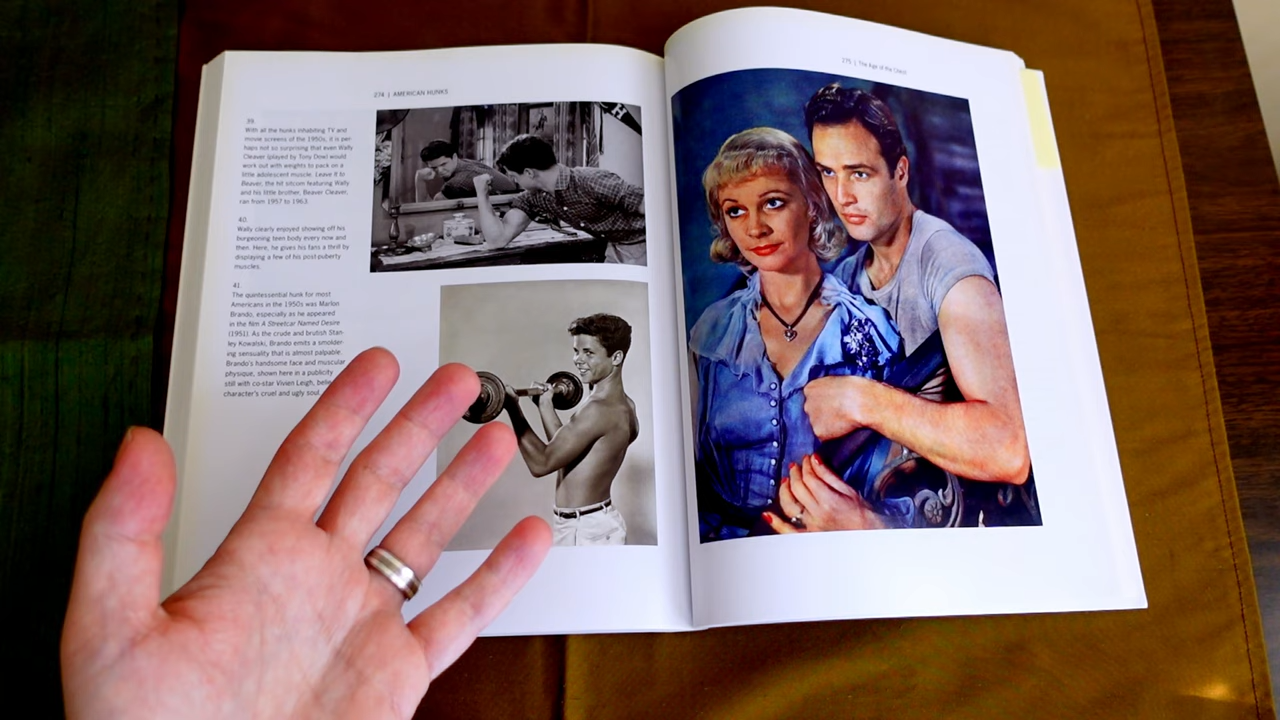 274 | AMERICAN HUNKS
39.
With all the hunks inhabiting TV and
movie screens of the 1950s, it is per-
haps not so surprising that even Wally
Cleaver (played by Tony Dow) would
work out with weights to pack on a
little adolescent muscle. Leave It to
Beaver, the hit sitcom featuring Wally
and his little brother, Beaver Cleaver,
ran from 1957 to 1963.
40.
Wally clearly enjoyed showing off his
burgeoning teen body every now and
then. Here, he gives his fans a thrill by
displaying a few of his post-puberty
muscles.
41.
The quintessential hunk for most
Americans in the 1950s was Marlon
Brando, especially as he appeared
in the film A Streetcar Named Desire
(1951). As the crude and brutish Stan-
ley Kowalski, Brando emits a smolder-
ing sensuality that is almost palpable.
Brando's handsome face and muscular
physique, shown here in a publicity
still with co-star Vivien Leigh, belie
character's cruel and ugly soul.
H
275 | The Age of the Chest